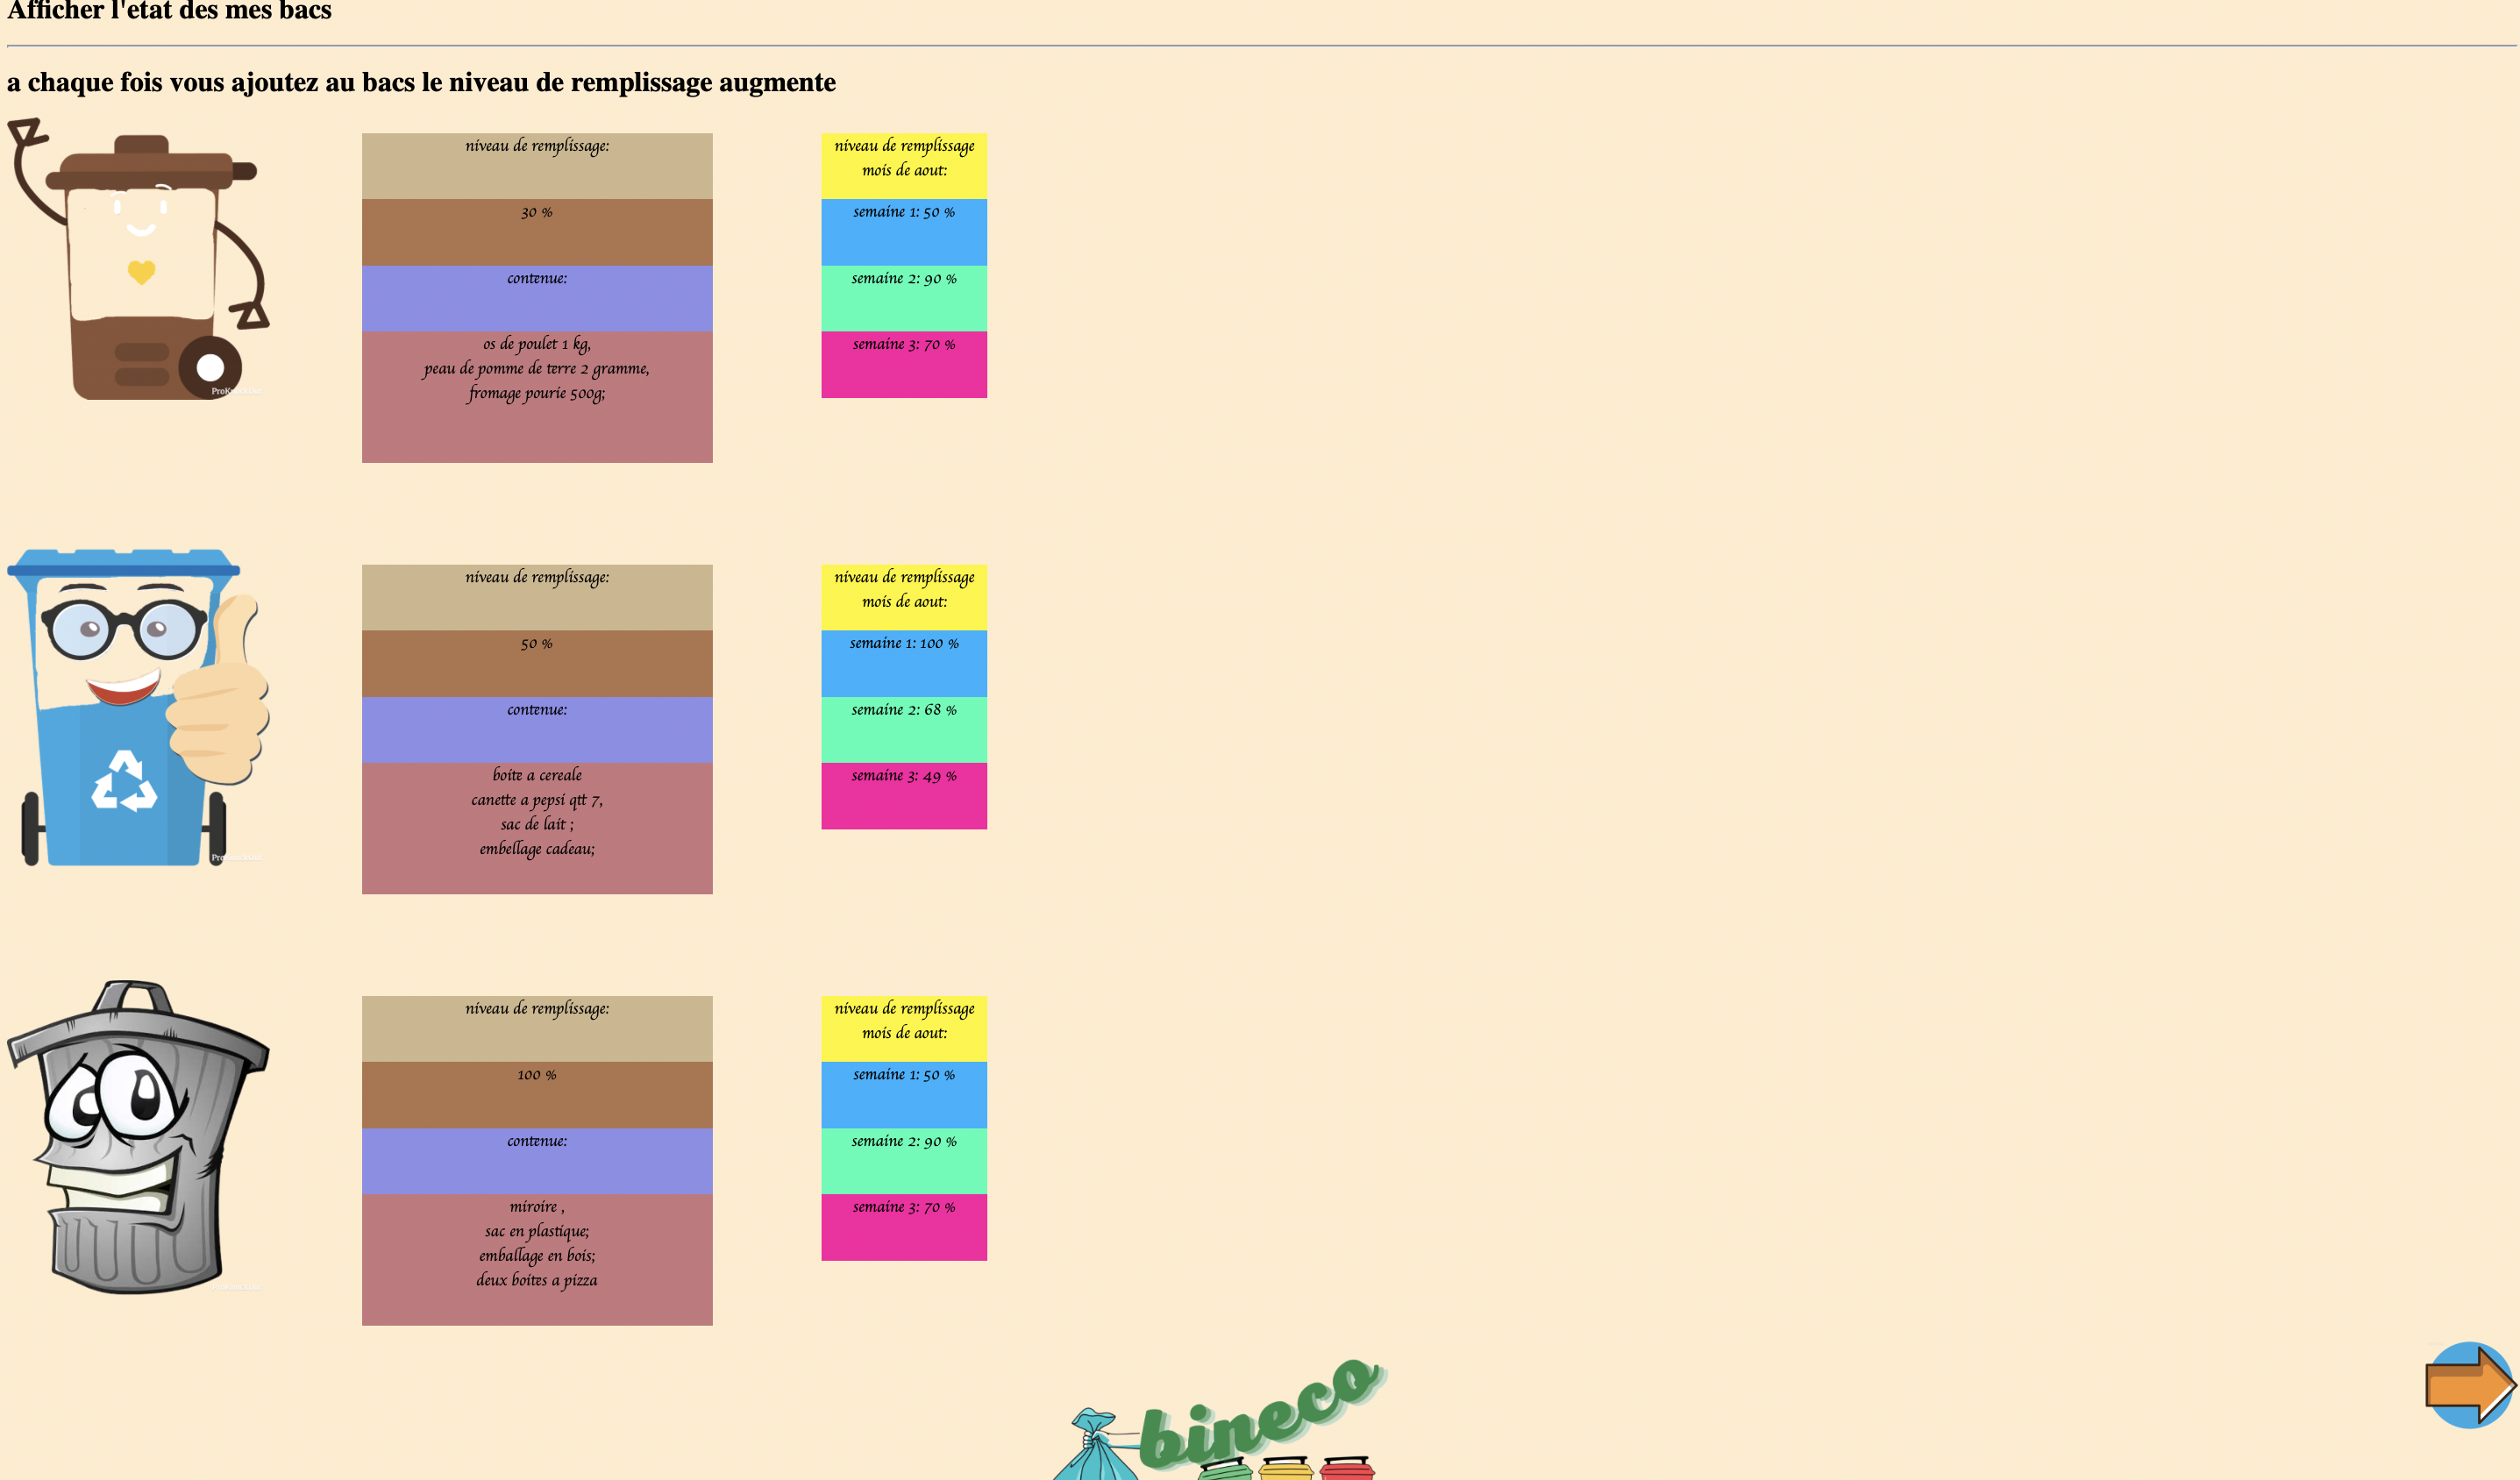 Afficher l'etat des mes bacs
a chaque fois vous ajoutez au bacs le niveau de remplissage augmente
niveau de remplissage:
30 %
contenue:
os de poulet 1 kg,
peau de pomme de terre 2 gramme,
fromage pourie 500g;
niveau de remplissage
mois de aout:
semaine 1: 50 %
semaine 2: 90 %
semaine 3: 70 %
niveau de remplissage:
50 %
contenue:
boite a cereale
canette a pepsi qtt 7,
sac de lait ;
embellage cadeau;
niveau de remplissage
mois de aout:
semaine 1: 100 %
semaine 2: 68 %
semaine 3: 49 %
niveau de remplissage:
100 %
contenue:
miroire ,
sac en plastique;
emballage en bois;
deux boites a pizza
niveau de remplissage
mois de aout:
semaine 1: 50 %
semaine 2: 90 %
semaine 3: 70 %
bineco